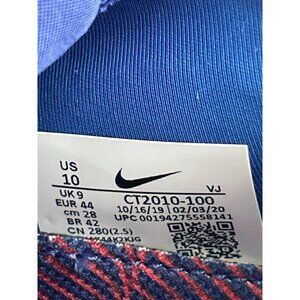 US
10
UK 9
EUR 44
cm 28
BR 42
CN 280(2.5)
VJ
CT2010-100
10/16/19 02/03/20
UPC 00194275558141